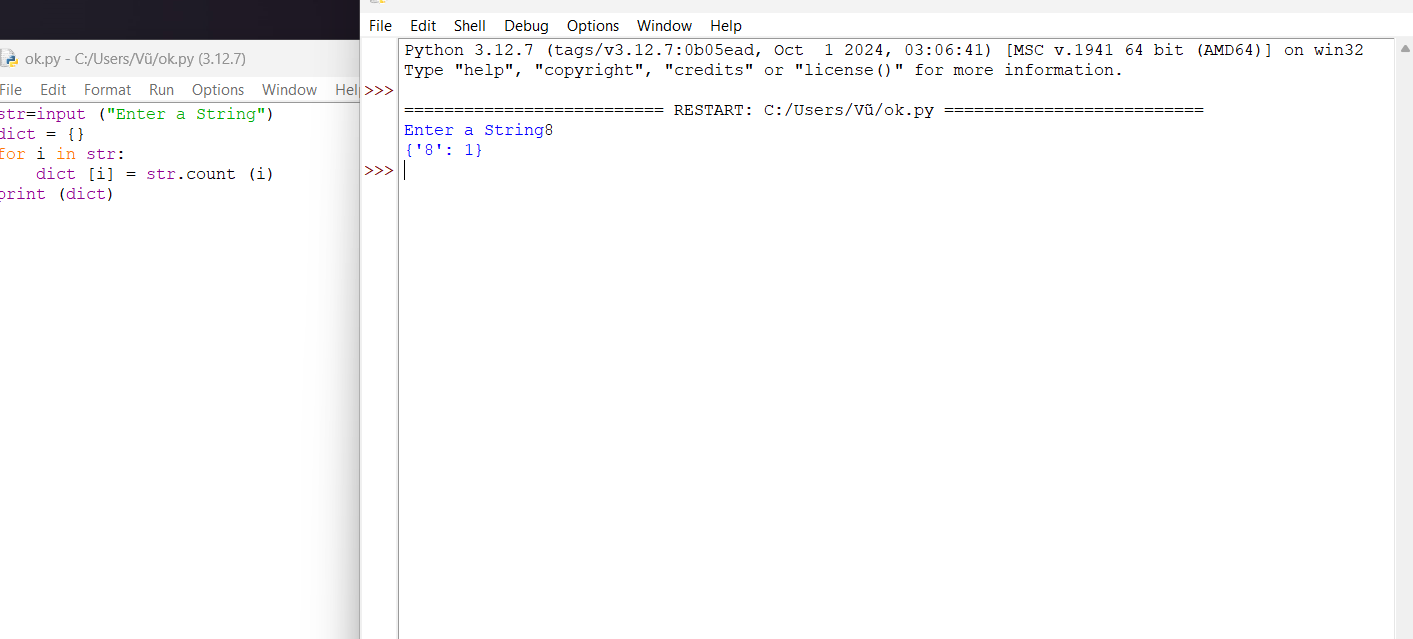 ok.py - C:/Users/Vũ/ok.py (3.12.7)
File Edit Format Run Options Window Hel
str=input ("Enter a String")
dict = {}
for i in str:
    dict [i] = str.count (i)
print (dict)
File Edit Shell Debug Options Window Help
Python 3.12.7 (tags/v3.12.7:0b05ead, Oct  1 2024, 03:06:41) [MSC v.1941 64 bit (AMD64)] on win32
Type "help", "copyright", "credits" or "license()" for more information.
>>>
========================== RESTART: C:/Users/Vũ/ok.py ==========================
Enter a String8
{'8': 1}
>>>